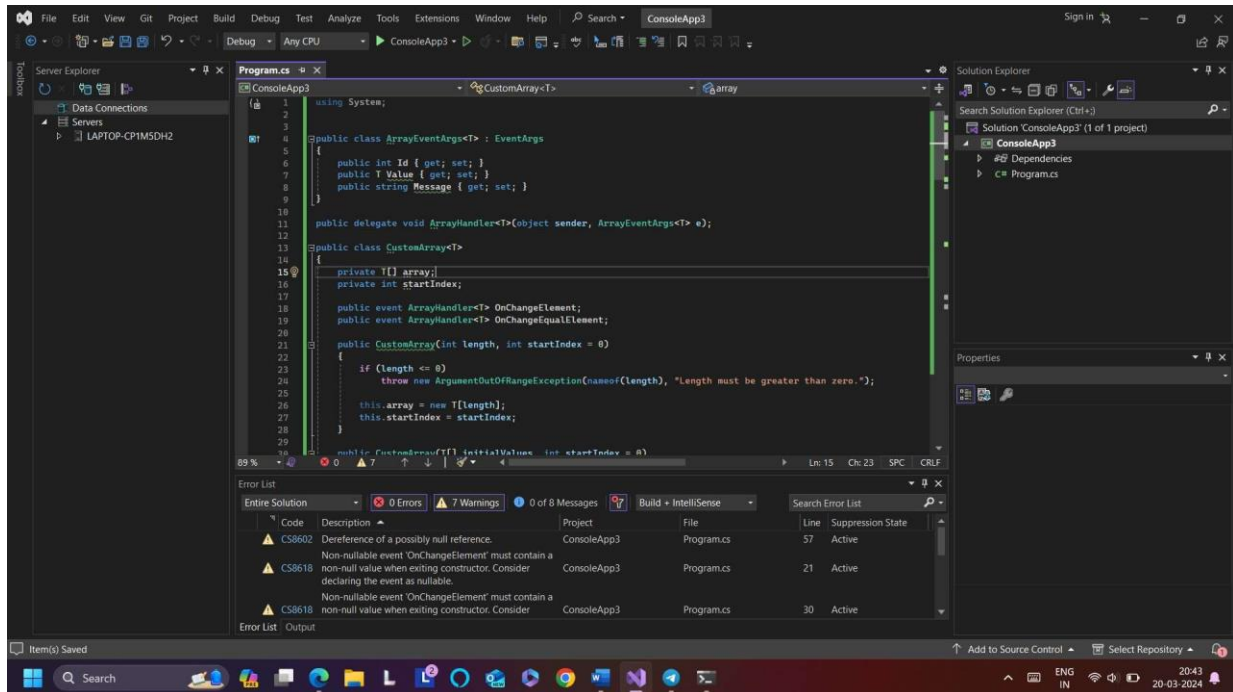 File Edit View Git Project Build Debug Test Analyze Tools Extensions Window Help Search ConsoleApp3 Sign in
Debug Any CPU ConsoleApp3
Toolbox
Server Explorer
Data Connections
Servers
LAPTOP-CP1M5DH2
Program.cs
ConsoleApp3 CustomArray<T> array
1 using System;
2
3
4 public class ArrayEventArgs<T> : EventArgs
5 {
6 public int Id { get; set; }
7 public T Value { get; set; }
8 public string Message { get; set; }
9 }
10
11 public delegate void ArrayHandler<T>(object sender, ArrayEventArgs<T> e);
12
13 public class CustomArray<T>
14 {
15 private T[] array;
16 private int startIndex;
17
18 public event ArrayHandler<T> OnChangeElement;
19 public event ArrayHandler<T> OnChangeEqualElement;
20
21 public CustomArray(int length, int startIndex = 0)
22 {
23 if (length <= 0)
24 throw new ArgumentOutOfRangeException(nameof(length), "Length must be greater than zero.");
25
26 this.array = new T[length];
27 this.startIndex = startIndex;
28 }
29
30 public CustomArray(T[] initialValues, int startIndex = 0)
89 % 0 7 Ln: 15 Ch: 23 SPC CRLF
Error List
Entire Solution 0 Errors 7 Warnings 0 of 8 Messages Build + IntelliSense Search Error List
Code Description Project File Line Suppression State
CS8602 Dereference of a possibly null reference. ConsoleApp3 Program.cs 57 Active
Non-nullable event 'OnChangeElement' must contain a
CS8618 non-null value when exiting constructor. Consider ConsoleApp3 Program.cs 21 Active
declaring the event as nullable.
Non-nullable event 'OnChangeElement' must contain a
CS8618 non-null value when exiting constructor. Consider ConsoleApp3 Program.cs 30 Active
Error List Output
Solution Explorer
Search Solution Explorer (Ctrl+;)
Solution 'ConsoleApp3' (1 of 1 project)
ConsoleApp3
Dependencies
C# Program.cs
Properties
Item(s) Saved Add to Source Control Select Repository
Search ENG 20:43
IN 20-03-2024